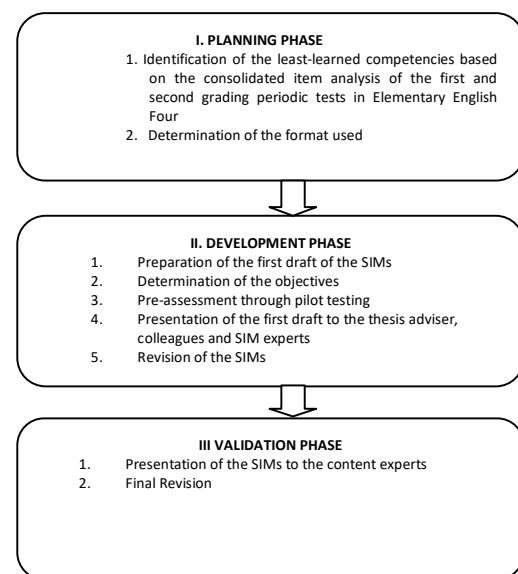 I. PLANNING PHASE
1. Identification of the least-learned competencies based
on the consolidated item analysis of the first and
second grading periodic tests in Elementary English
Four
2. Determination of the format used
II. DEVELOPMENT PHASE
1. Preparation of the first draft of the SIMs
2. Determination of the objectives
3. Pre-assessment through pilot testing
4. Presentation of the first draft to the thesis adviser,
colleagues and SIM experts
5. Revision of the SIMs
III VALIDATION PHASE
1. Presentation of the SIMs to the content experts
2. Final Revision